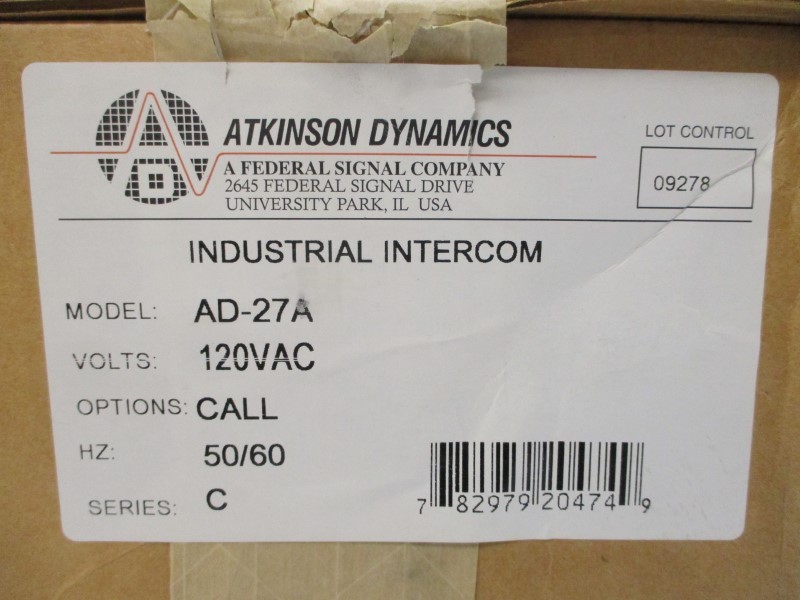 ATKINSON DYNAMICS
A FEDERAL SIGNAL COMPANY
2645 FEDERAL SIGNAL DRIVE
UNIVERSITY PARK, IL USA
LOT CONTROL
09278
INDUSTRIAL INTERCOM
MODEL: AD-27A
VOLTS: 120VAC
OPTIONS: CALL
HZ: 50/60
SERIES: C
7 82979 20474 9